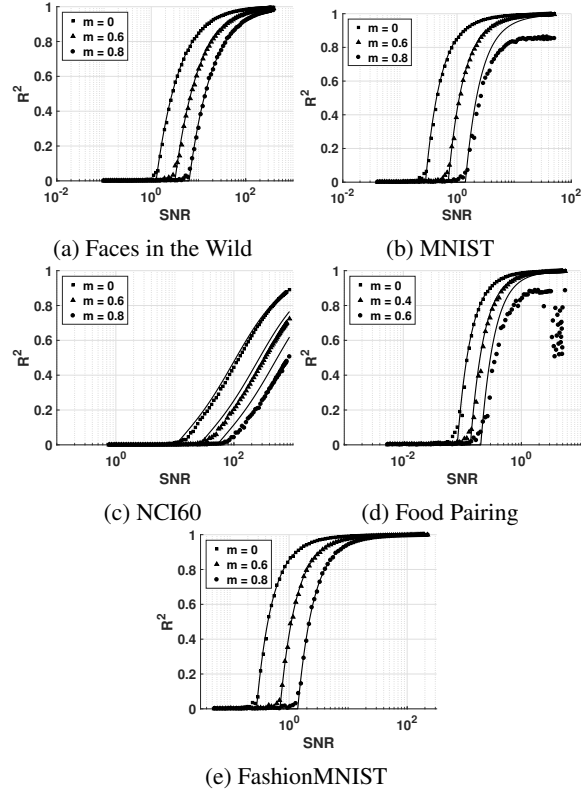 1
0.8
0.6
0.4
0.2
0
R²
m = 0
m = 0.6
m = 0.8
10⁻² 10⁰ 10² 10⁴
SNR
(a) Faces in the Wild
1
0.8
0.6
0.4
0.2
0
R²
m = 0
m = 0.6
m = 0.8
10⁻² 10⁰ 10²
SNR
(b) MNIST
1
0.8
0.6
0.4
0.2
0
R²
m = 0
m = 0.6
m = 0.8
10⁰ 10²
SNR
(c) NCI60
1
0.8
0.6
0.4
0.2
0
R²
m = 0
m = 0.4
m = 0.6
10⁻² 10⁰
SNR
(d) Food Pairing
1
0.8
0.6
0.4
0.2
0
R²
m = 0
m = 0.6
m = 0.8
10⁰ 10²
SNR
(e) FashionMNIST